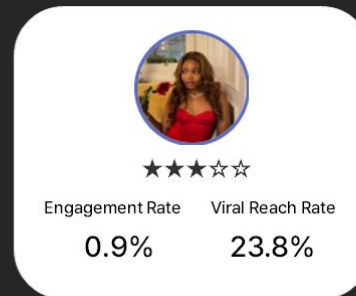 ★★★☆☆
Engagement Rate Viral Reach Rate
0.9% 23.8%